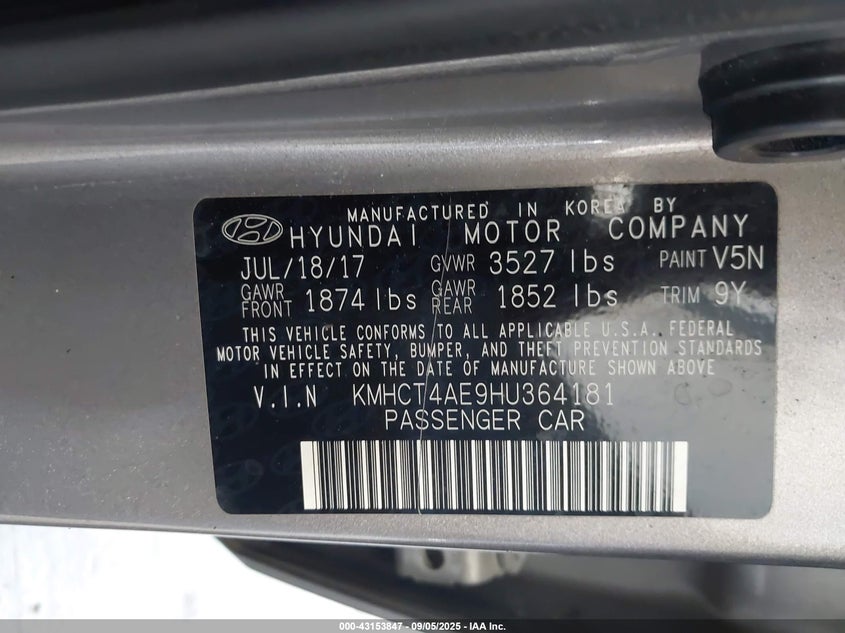 MANUFACTURED IN KOREA BY
HYUNDAI MOTOR COMPANY
JUL/18/17 GVWR 3527 lbs PAINT V5N
GAWR FRONT 1874 lbs GAWR REAR 1852 lbs TRIM 9Y
THIS VEHICLE CONFORMS TO ALL APPLICABLE U.S.A. FEDERAL
MOTOR VEHICLE SAFETY, BUMPER, AND THEFT PREVENTION STANDARDS
IN EFFECT ON THE DATE OF MANUFACTURE SHOWN ABOVE
V.I.N KMHCT4AE9HU364181
PASSENGER CAR
000-43153847 - 09/05/2025 - IAA Inc.